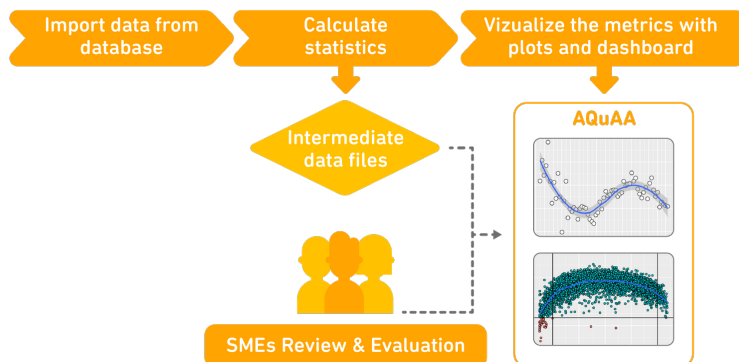 Import data from
database
Calculate
statistics
Vizualize the metrics with
plots and dashboard
Intermediate
data files
AQuAA
SMEs Review & Evaluation